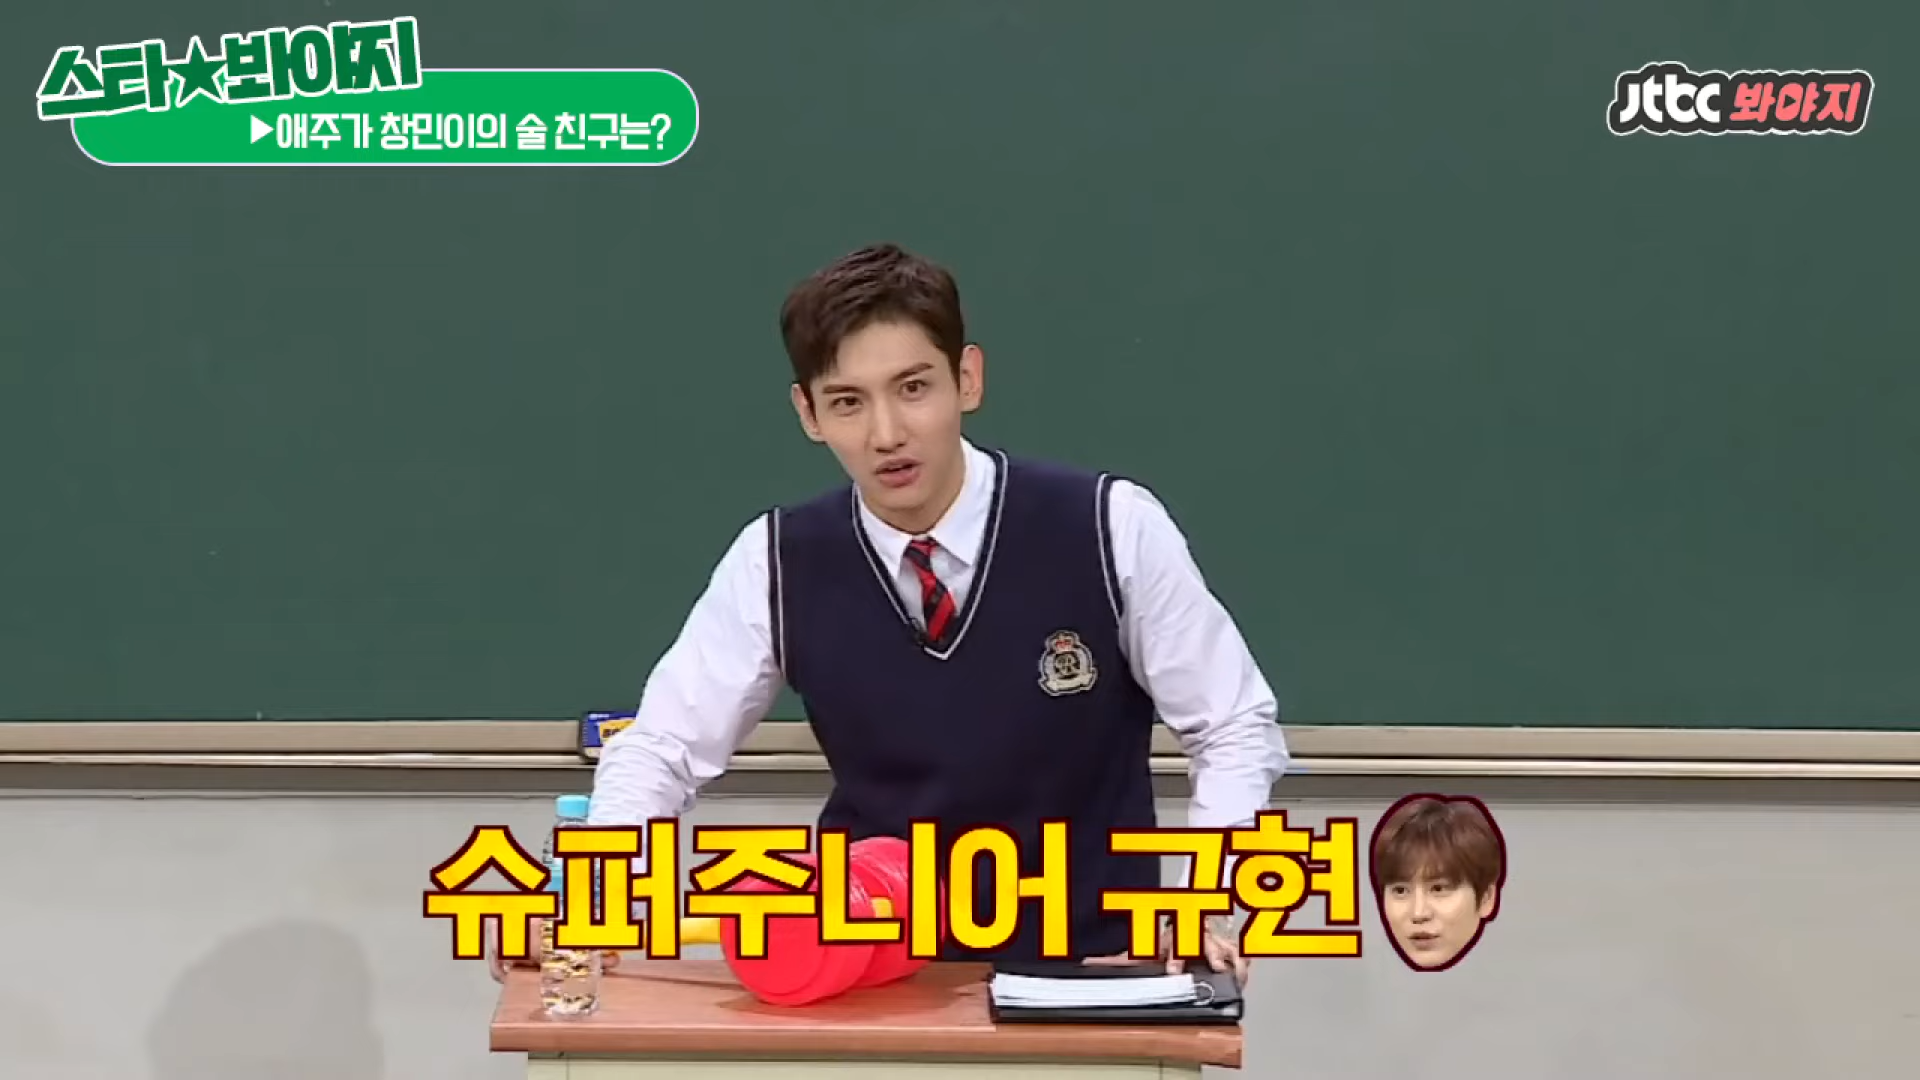 스타★봐야지
▶애주가 창민이의 술 친구는?
jtbc 봐야지
슈퍼주니어 규현